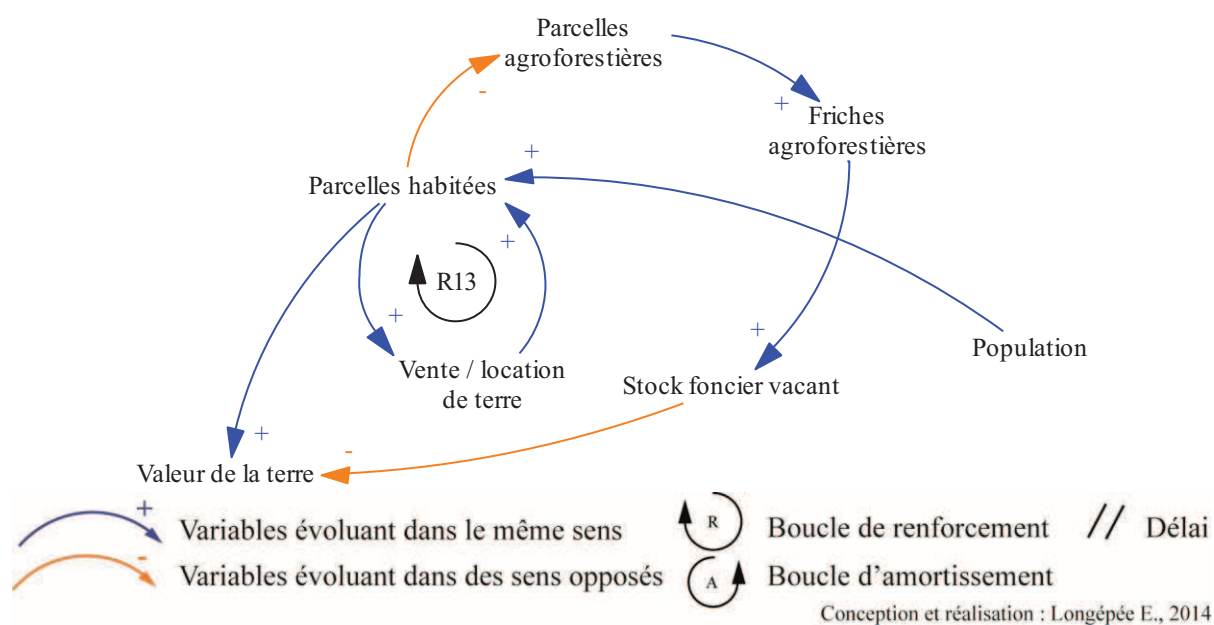 Parcelles
agroforestières
-
+
Friches
agroforestières
+
Parcelles habitées
+
R13
+
+
Population
Vente / location
de terre
Stock foncier vacant
+
-
Valeur de la terre
+
Variables évoluant dans le même sens
R
Boucle de renforcement
// Délai
-
Variables évoluant dans des sens opposés
A
Boucle d’amortissement
Conception et réalisation : Longépée E., 2014